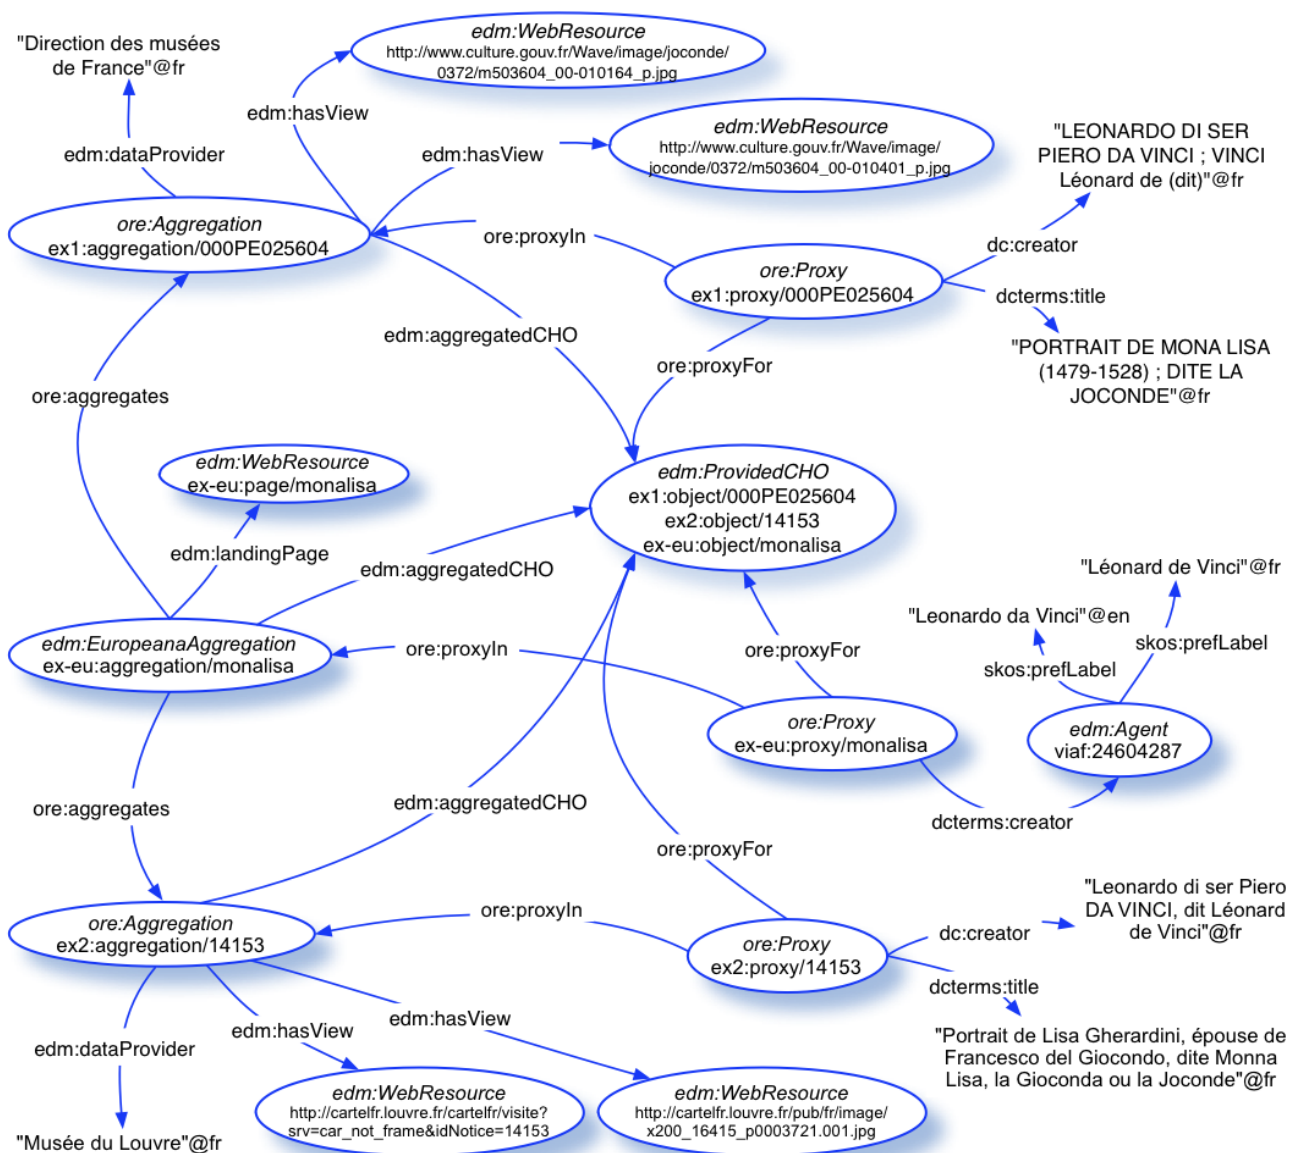 "Direction des musées
de France"@fr
edm:WebResource
http://www.culture.gouv.fr/Wave/image/joconde/
0372/m503604_00-010164_p.jpg
edm:hasView
edm:dataProvider
edm:hasView
edm:WebResource
http://www.culture.gouv.fr/Wave/image/
joconde/0372/m503604_00-010401_p.jpg
"LEONARDO DI SER
PIERO DA VINCI ; VINCI
Léonard de (dit)"@fr
ore:Aggregation
ex1:aggregation/000PE025604
ore:proxyIn
dc:creator
ore:Proxy
ex1:proxy/000PE025604
dcterms:title
edm:aggregatedCHO
ore:proxyFor
"PORTRAIT DE MONA LISA
(1479-1528) ; DITE LA
JOCONDE"@fr
ore:aggregates
edm:WebResource
ex-eu:page/monalisa
edm:ProvidedCHO
ex1:object/000PE025604
ex2:object/14153
ex-eu:object/monalisa
edm:landingPage
edm:aggregatedCHO
"Léonard de Vinci"@fr
"Leonardo da Vinci"@en
skos:prefLabel
skos:prefLabel
edm:EuropeanaAggregation
ex-eu:aggregation/monalisa
ore:proxyIn
ore:proxyFor
ore:Proxy
ex-eu:proxy/monalisa
edm:Agent
viaf:24604287
ore:aggregates
edm:aggregatedCHO
dcterms:creator
ore:proxyFor
ore:Aggregation
ex2:aggregation/14153
ore:proxyIn
ore:Proxy
ex2:proxy/14153
dc:creator
"Leonardo di ser Piero
DA VINCI, dit Léonard
de Vinci"@fr
dcterms:title
edm:dataProvider
edm:hasView
edm:hasView
"Portrait de Lisa Gherardini, épouse de
Francesco del Giocondo, dite Monna
Lisa, la Gioconda ou la Joconde"@fr
"Musée du Louvre"@fr
edm:WebResource
http://cartelfr.louvre.fr/cartelfr/visite?
srv=car_not_frame&idNotice=14153
edm:WebResource
http://cartelfr.louvre.fr/pub/fr/image/
x200_16415_p0003721.001.jpg